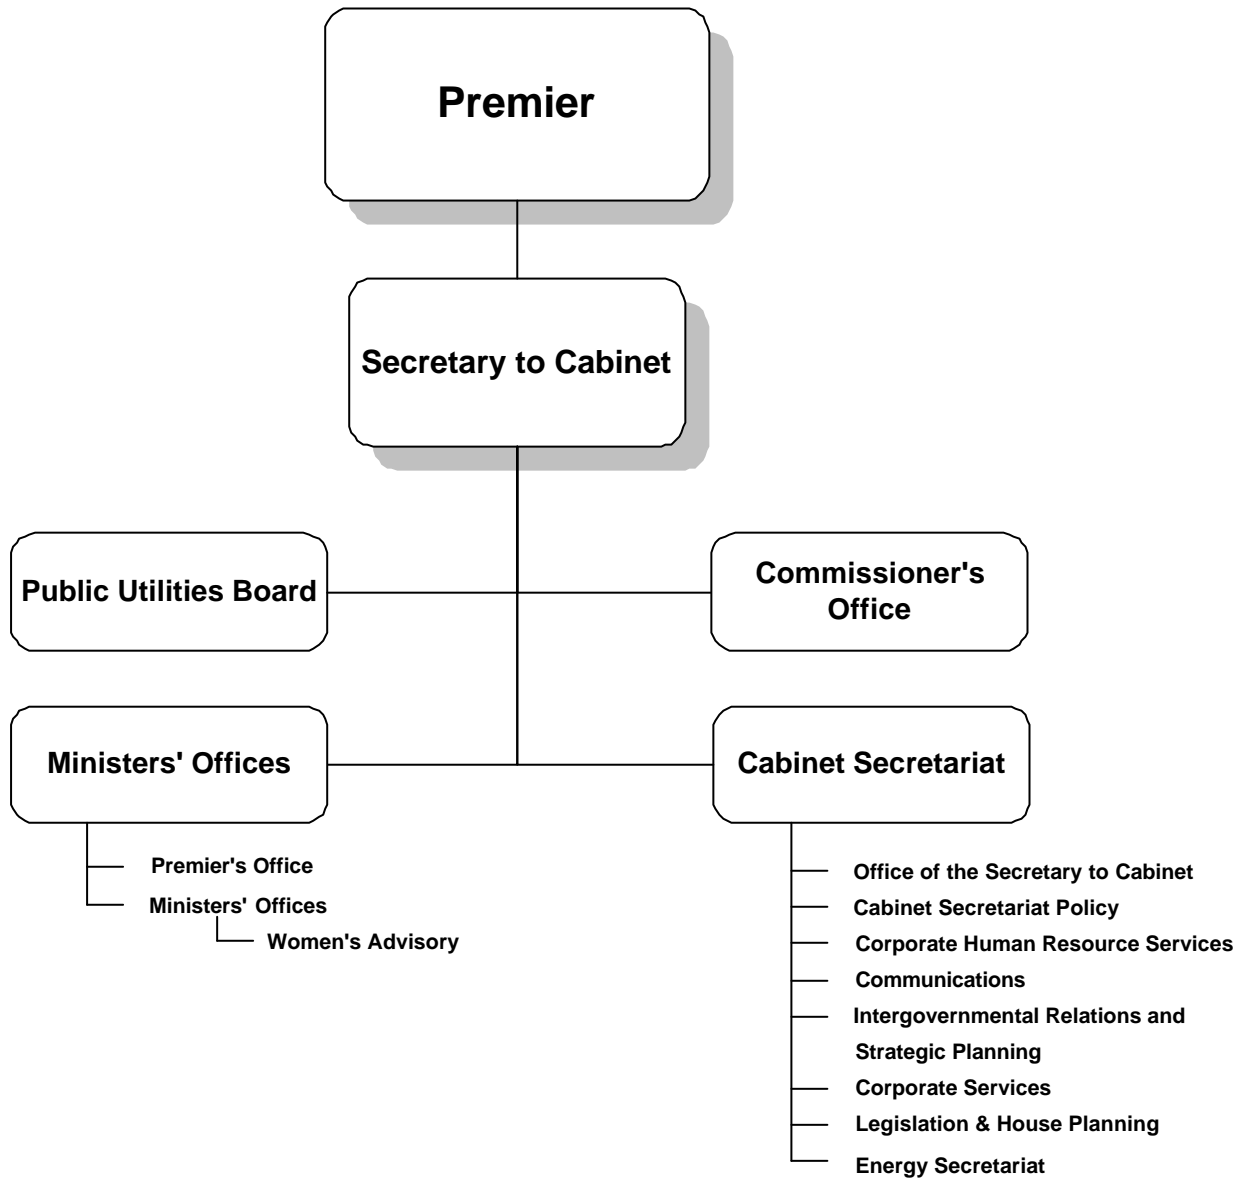 Premier
Secretary to Cabinet
Public Utilities Board
Commissioner's
Office
Ministers' Offices
Cabinet Secretariat
Premier's Office
Ministers' Offices
Women's Advisory
Office of the Secretary to Cabinet
Cabinet Secretariat Policy
Corporate Human Resource Services
Communications
Intergovernmental Relations and
Strategic Planning
Corporate Services
Legislation & House Planning
Energy Secretariat